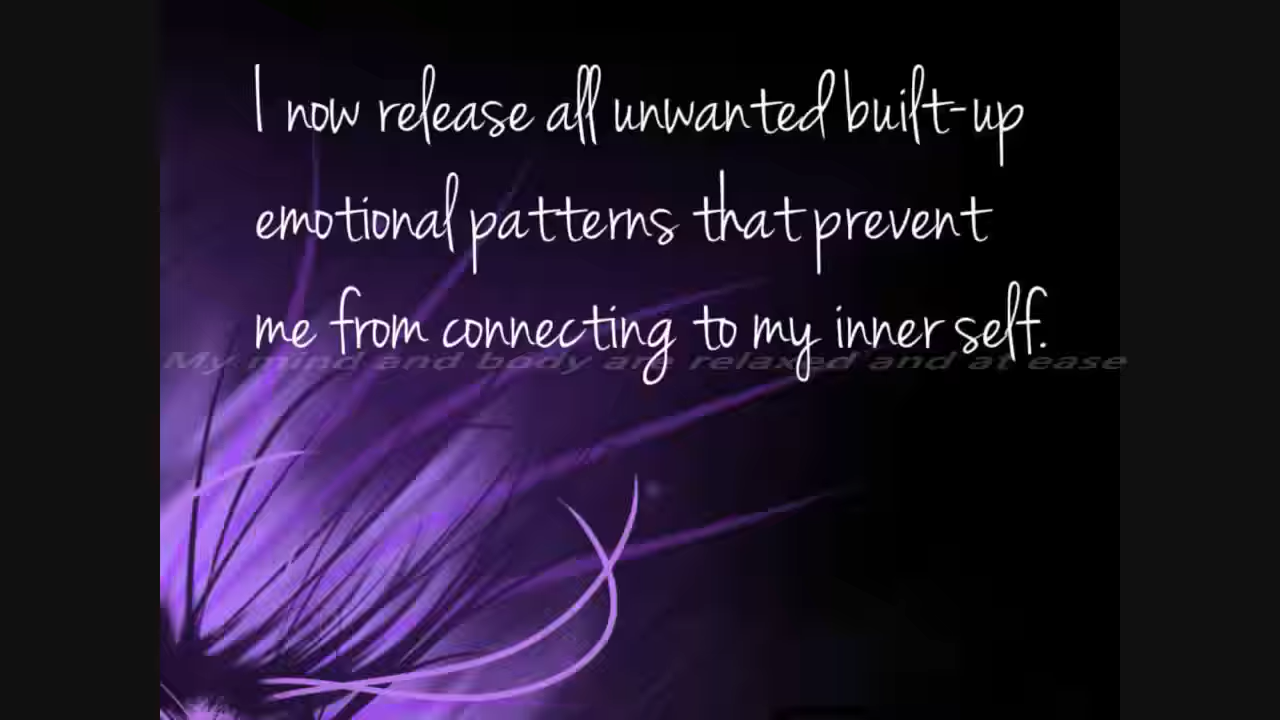 I now release all unwanted built-up
emotional patterns that prevent
me from connecting to my inner self.
My mind and body are relaxed and at ease